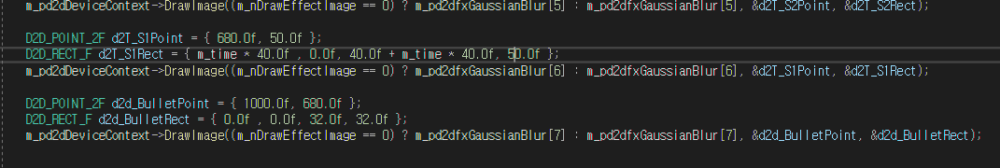 m_pd2dDeviceContext->DrawImage((m_nDrawEffectImage == 0) ? m_pd2dfxGaussianBlur[5] : m_pd2dfxGaussianBlur[5], &d2T_S2Point, &d2T_S2Rect);
D2D_POINT_2F d2T_S1Point = { 680.0f, 50.0f };
D2D_RECT_F d2T_S1Rect = { m_time * 40.0f , 0.0f, 40.0f + m_time * 40.0f, 50.0f };
m_pd2dDeviceContext->DrawImage((m_nDrawEffectImage == 0) ? m_pd2dfxGaussianBlur[6] : m_pd2dfxGaussianBlur[6], &d2T_S1Point, &d2T_S1Rect);
D2D_POINT_2F d2d_BulletPoint = { 1000.0f, 680.0f };
D2D_RECT_F d2d_BulletRect = { 0.0f , 0.0f, 32.0f, 32.0f };
m_pd2dDeviceContext->DrawImage((m_nDrawEffectImage == 0) ? m_pd2dfxGaussianBlur[7] : m_pd2dfxGaussianBlur[7], &d2d_BulletPoint, &d2d_BulletRect);